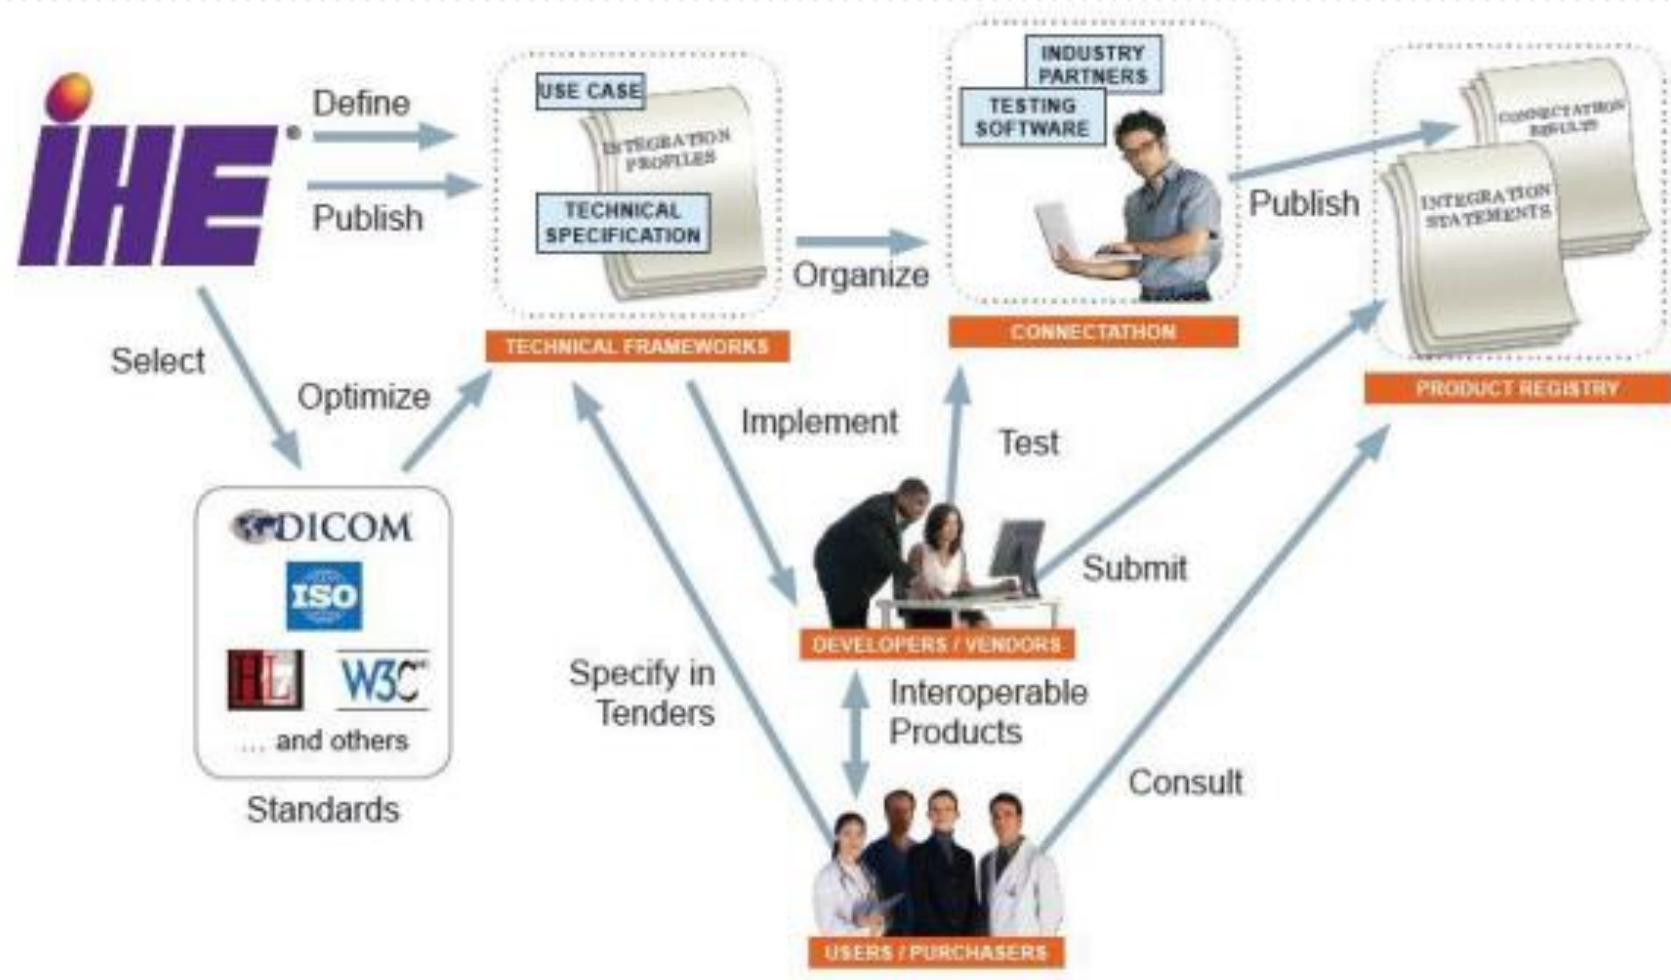 iHE®
Define
Publish
USE CASE
INTEGRATION
PROFILES
TECHNICAL
SPECIFICATION
TECHNICAL FRAMEWORKS
Organize
INDUSTRY
PARTNERS
TESTING
SOFTWARE
CONNECTATHON
Publish
CONNECTATHON
RESULTS
INTEGRATION
STATEMENTS
PRODUCT REGISTRY
Select
Optimize
Implement
Test
Submit
DICOM
ISO
HL7
W3C®
... and others
Standards
DEVELOPERS / VENDORS
Specify in
Tenders
Interoperable
Products
Consult
USERS / PURCHASERS